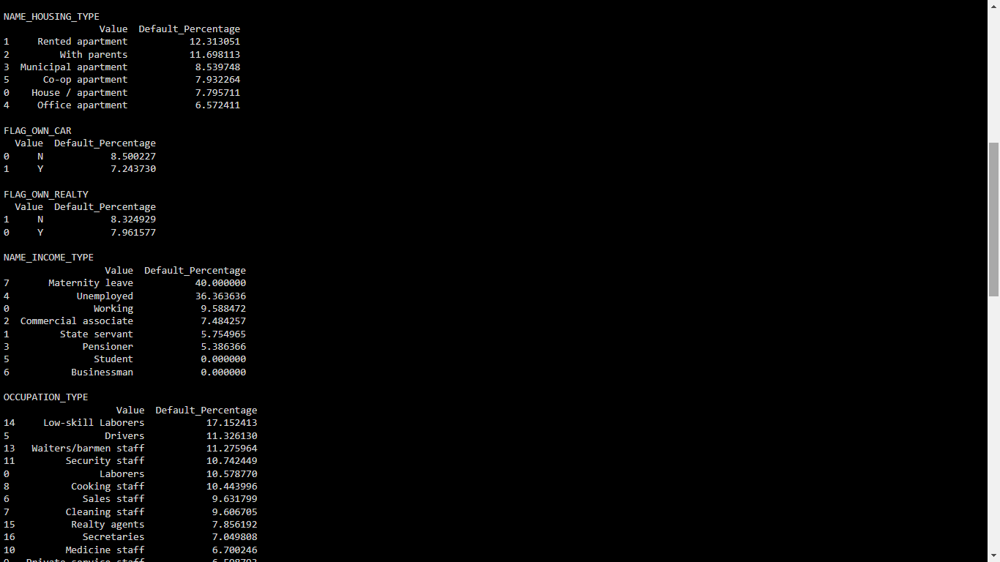 NAME_HOUSING_TYPE
Value Default_Percentage
1 Rented apartment 12.313051
2 With parents 11.698113
3 Municipal apartment 8.539748
5 Co-op apartment 7.932264
0 House / apartment 7.795711
4 Office apartment 6.572411
FLAG_OWN_CAR
Value Default_Percentage
0 N 8.500227
1 Y 7.243730
FLAG_OWN_REALTY
Value Default_Percentage
1 N 8.324929
0 Y 7.961577
NAME_INCOME_TYPE
Value Default_Percentage
7 Maternity leave 40.000000
4 Unemployed 36.363636
0 Working 9.588472
2 Commercial associate 7.484257
1 State servant 5.754965
3 Pensioner 5.386366
5 Student 0.000000
6 Businessman 0.000000
OCCUPATION_TYPE
Value Default_Percentage
14 Low-skill Laborers 17.152413
5 Drivers 11.326130
13 Waiters/barmen staff 11.275964
11 Security staff 10.742449
0 Laborers 10.578770
8 Cooking staff 10.443996
6 Sales staff 9.631799
7 Cleaning staff 9.606705
15 Realty agents 7.856192
16 Secretaries 7.049808
10 Medicine staff 6.700246
Private service staff